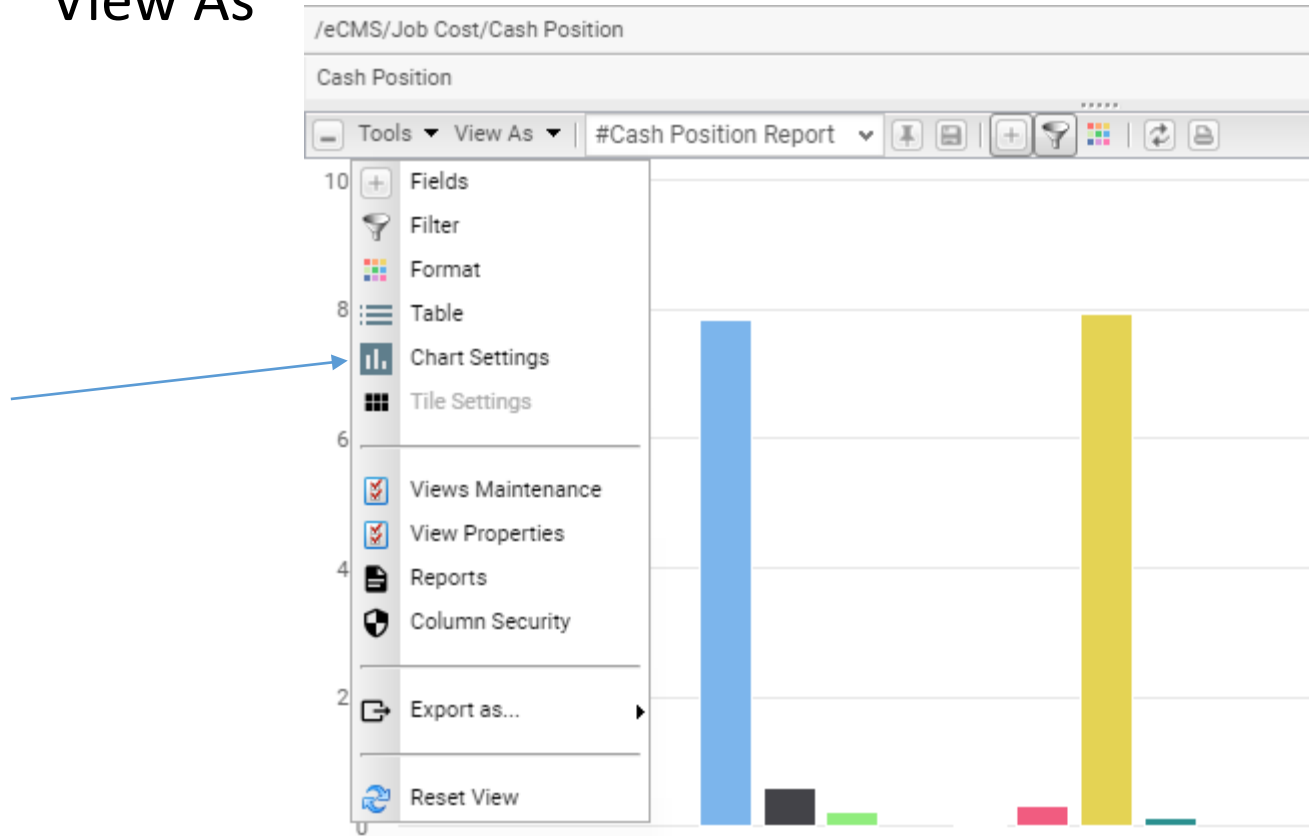 View As
/eCMS/Job Cost/Cash Position
Cash Position
Tools View As #Cash Position Report
10
Fields
Filter
Format
8
Table
Chart Settings
Tile Settings
6
Views Maintenance
View Properties
4
Reports
Column Security
2
Export as...
Reset View
0